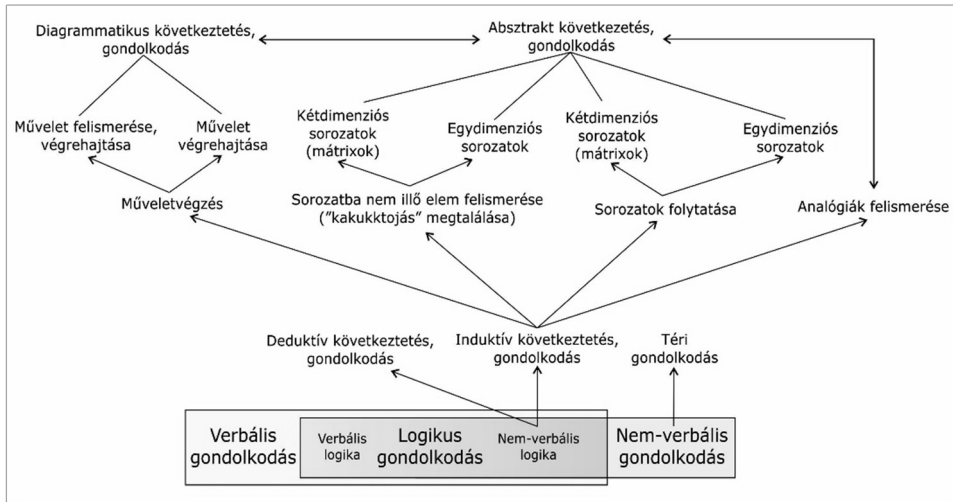 Diagrammatikus következtetés,
gondolkodás
Absztrakt következetés,
gondolkodás
Művelet felismerése,
végrehajtása
Művelet
végrehajtása
Kétdimenziós
sorozatok
(mátrixok)
Egydimenziós
sorozatok
Kétdimenziós
sorozatok
(mátrixok)
Egydimenziós
sorozatok
Műveletvégzés
Sorozatba nem illő elem felismerése
("kakukktojás" megtalálása)
Sorozatok folytatása
Analógiák felismerése
Deduktív következtetés,
gondolkodás
Induktív következtetés,
gondolkodás
Téri
gondolkodás
Verbális
gondolkodás
Verbális
logika
Logikus
gondolkodás
Nem-verbális
logika
Nem-verbális
gondolkodás